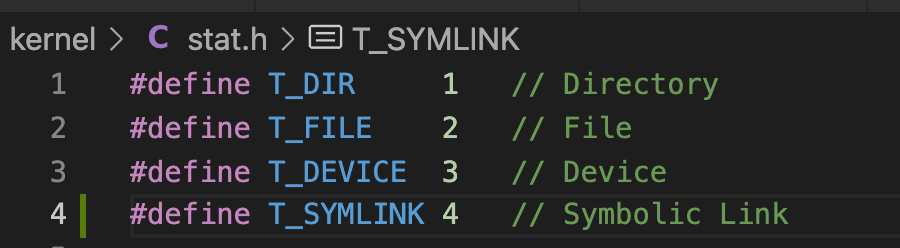 kernel > C stat.h > T_SYMLINK
1 #define T_DIR 1 // Directory
2 #define T_FILE 2 // File
3 #define T_DEVICE 3 // Device
4 #define T_SYMLINK 4 // Symbolic Link